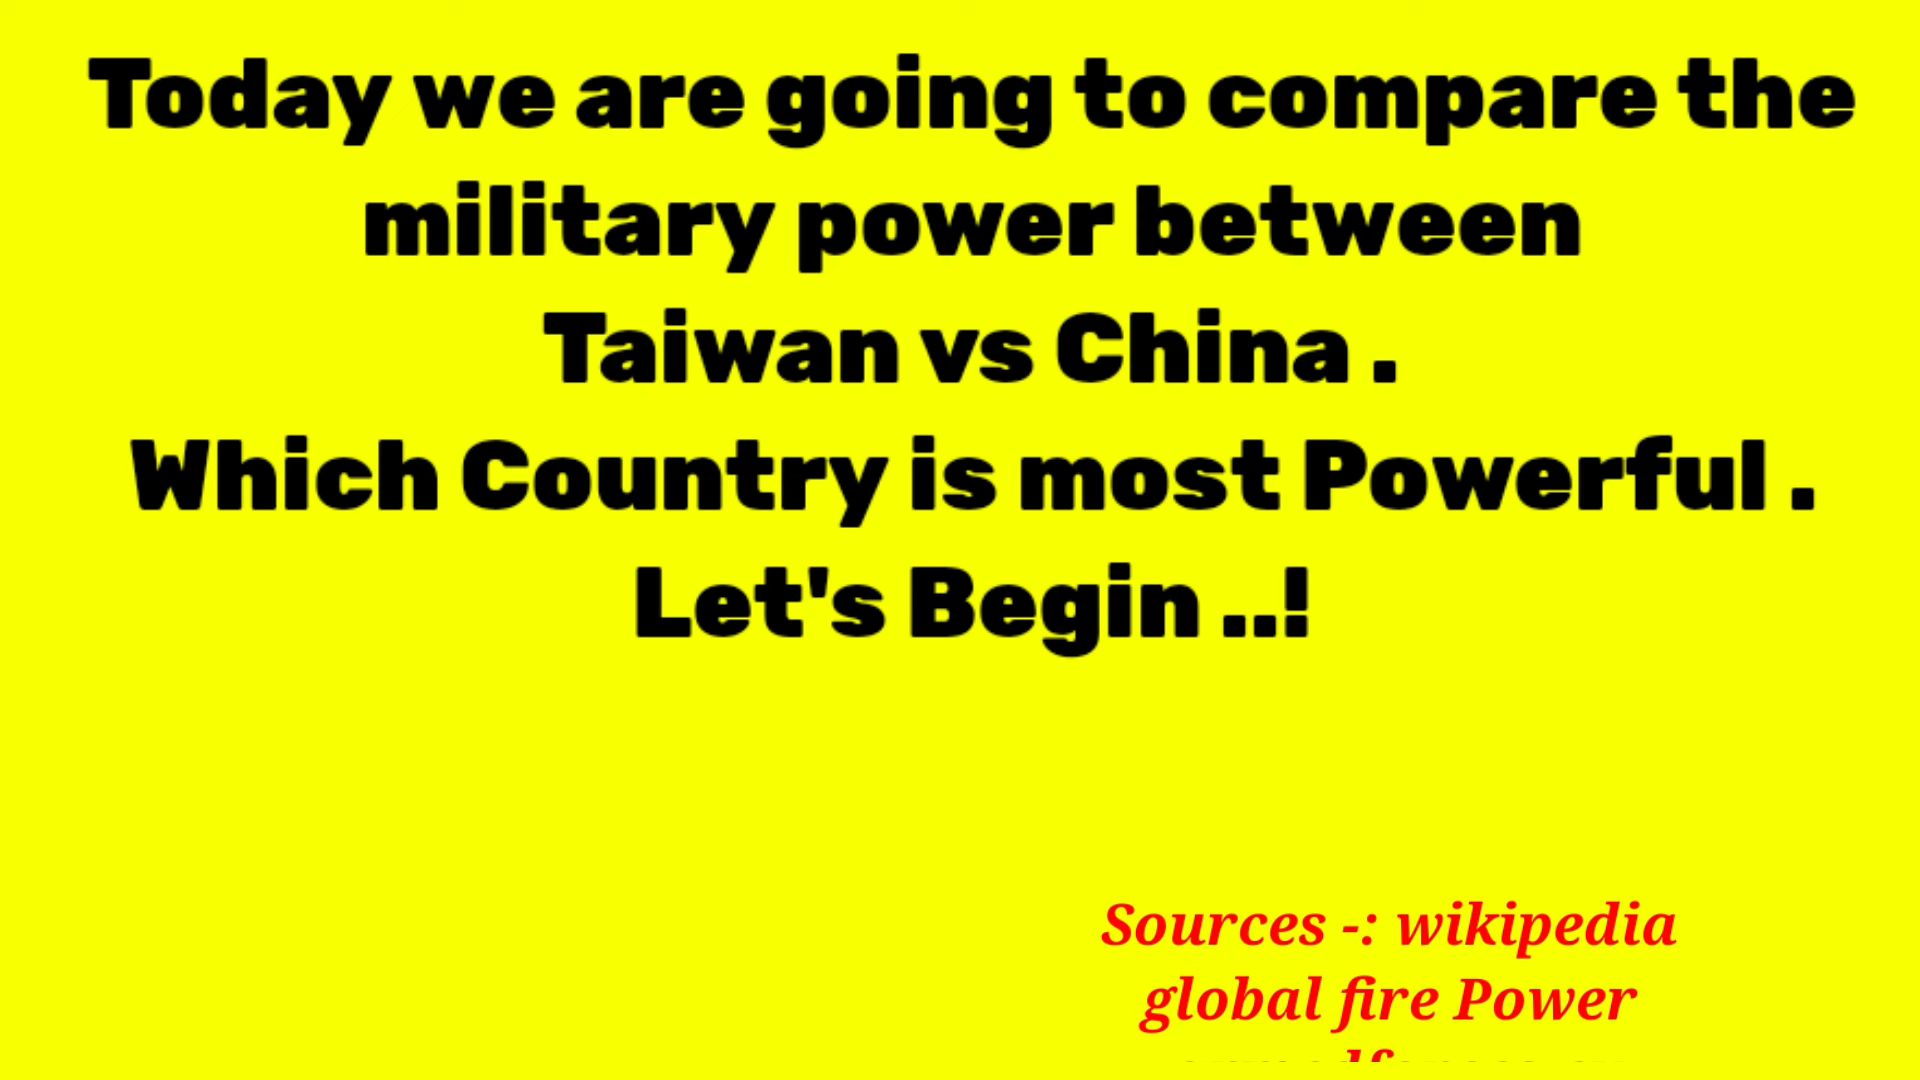 Today we are going to compare the
military power between
Taiwan vs China .
Which Country is most Powerful .
Let's Begin ..!
Sources -: wikipedia
global fire Power